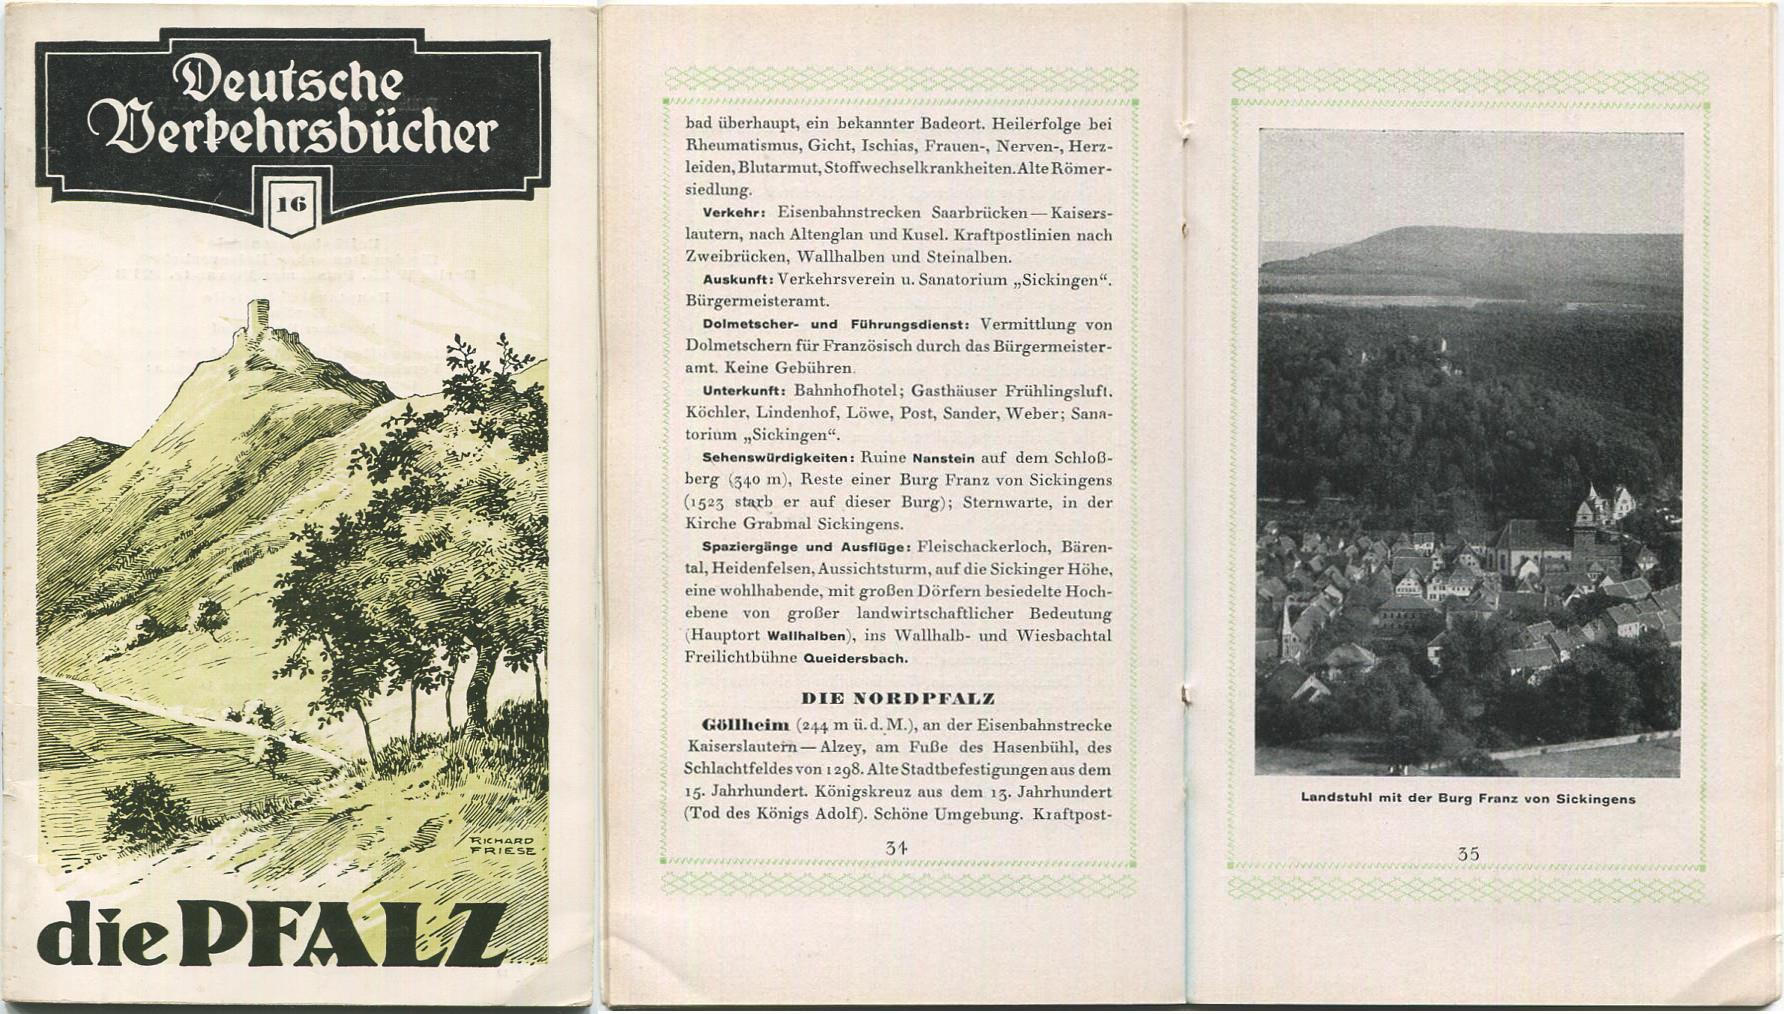 Deutsche
Verkehrsbücher
16
RICHARD
FRIESE
die PFALZ
bad überhaupt, ein bekannter Badeort. Heilerfolge bei
Rheumatismus, Gicht, Ischias, Frauen-, Nerven-, Herz-
leiden, Blutarmut, Stoffwechselkrankheiten. Alte Römer-
siedlung.
Verkehr: Eisenbahnstrecken Saarbrücken — Kaisers-
lautern, nach Altenglan und Kusel. Kraftpostlinien nach
Zweibrücken, Wallhalben und Steinalben.
Auskunft: Verkehrsverein u. Sanatorium „Sickingen“.
Bürgermeisteramt.
Dolmetscher- und Führungsdienst: Vermittlung von
Dolmetschern für Französisch durch das Bürgermeister-
amt. Keine Gebühren.
Unterkunft: Bahnhofhotel; Gasthäuser Frühlingsluft.
Köchler, Lindenhof, Löwe, Post, Sander, Weber; Sana-
torium „Sickingen“.
Sehenswürdigkeiten: Ruine Nanstein auf dem Schloß-
berg (340 m), Reste einer Burg Franz von Sickingens
(1523 starb er auf dieser Burg); Sternwarte, in der
Kirche Grabmal Sickingens.
Spaziergänge und Ausflüge: Fleischackerloch, Bären-
tal, Heidenfelsen, Aussichtsturm, auf die Sickinger Höhe,
eine wohlhabende, mit großen Dörfern besiedelte Hoch-
ebene von großer landwirtschaftlicher Bedeutung
(Hauptort Wallhalben), ins Wallhalb- und Wiesbachtal
Freilichtbühne Queidersbach.
DIE NORDPFALZ
Göllheim (244 m ü. d. M.), an der Eisenbahnstrecke
Kaiserslautern — Alzey, am Fuße des Hasenbühl, des
Schlachtfeldes von 1298. Alte Stadtbefestigungen aus dem
15. Jahrhundert. Königskreuz aus dem 13. Jahrhundert
(Tod des Königs Adolf). Schöne Umgebung. Kraftpost-
34
Landstuhl mit der Burg Franz von Sickingens
35